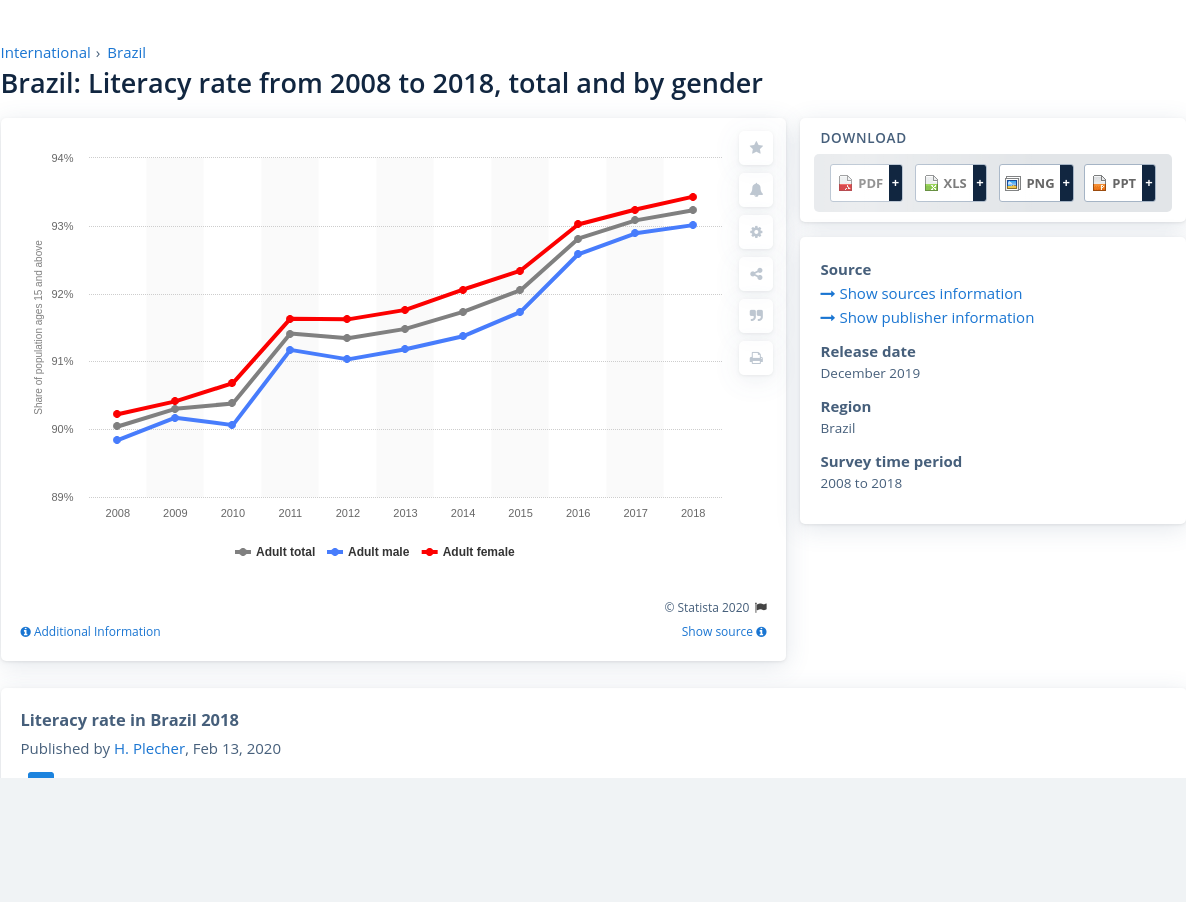 International › Brazil
Brazil: Literacy rate from 2008 to 2018, total and by gender
94%
93%
92%
91%
90%
89%
Share of population ages 15 and above
2008 2009 2010 2011 2012 2013 2014 2015 2016 2017 2018
Adult total Adult male Adult female
© Statista 2020
Additional Information
Show source
DOWNLOAD
PDF + XLS + PNG + PPT +
Source
Show sources information
Show publisher information
Release date
December 2019
Region
Brazil
Survey time period
2008 to 2018
Literacy rate in Brazil 2018
Published by H. Plecher, Feb 13, 2020